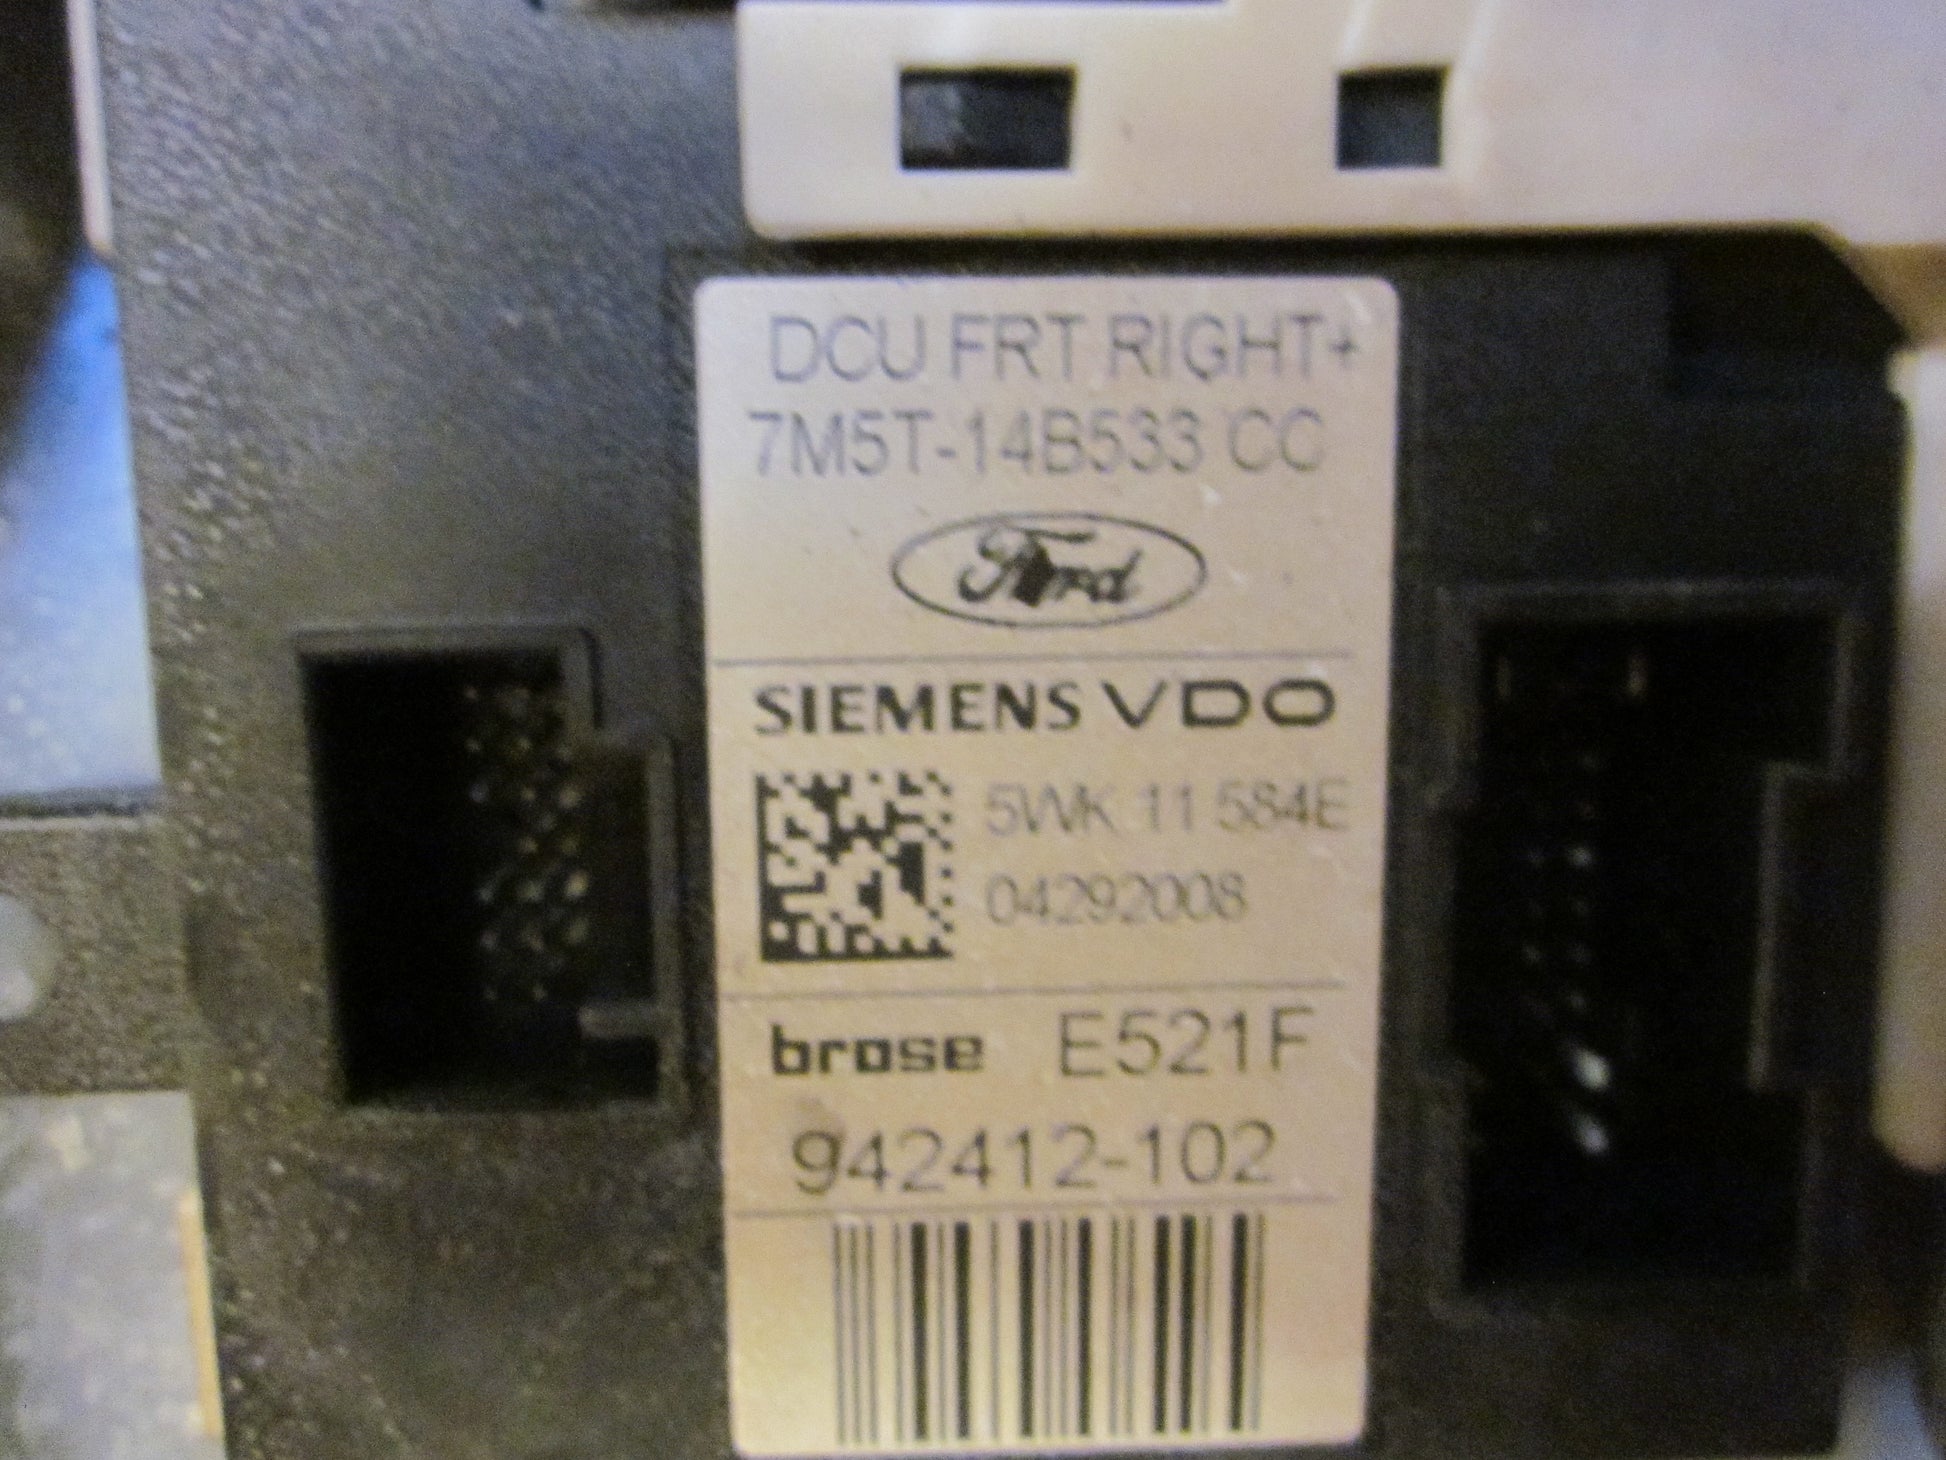 DCU FRT RIGHT+
7M5T-14B533 CC
Ford
SIEMENS VDO
5WK 11 584E
04292008
brose E521F
942412-102